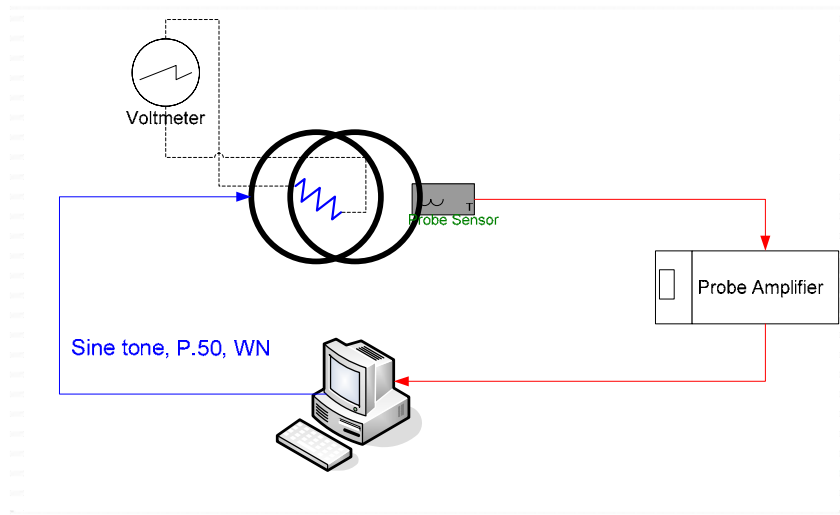 Voltmeter
T
Probe Sensor
Probe Amplifier
Sine tone, P.50, WN